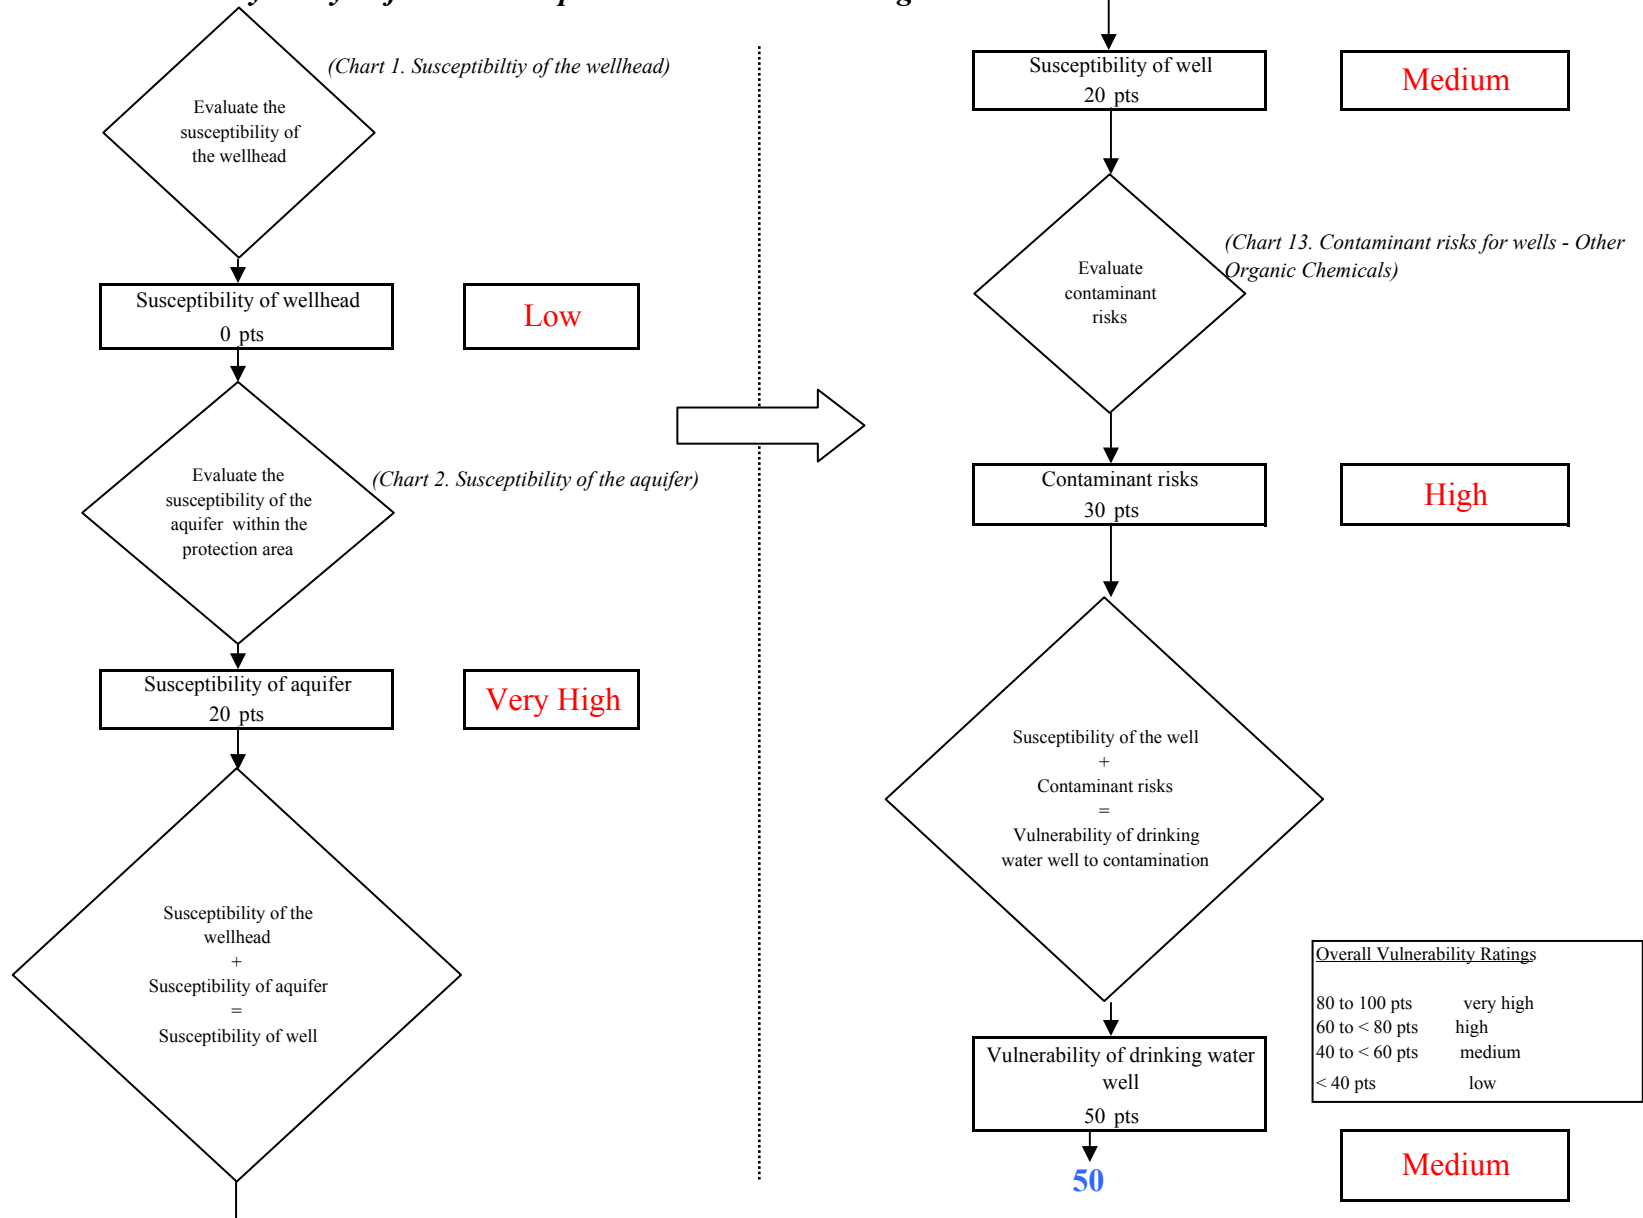 (Chart 1. Susceptibiltiy of the wellhead)
Evaluate the
susceptibility of
the wellhead
Susceptibility of wellhead
0 pts
Low
Evaluate the
susceptibility of the
aquifer within the
protection area
(Chart 2. Susceptibility of the aquifer)
Susceptibility of aquifer
20 pts
Very High
Susceptibility of the
wellhead
+
Susceptibility of aquifer
=
Susceptibility of well
Susceptibility of well
20 pts
Medium
Evaluate
contaminant
risks
(Chart 13. Contaminant risks for wells - Other
Organic Chemicals)
Contaminant risks
30 pts
High
Susceptibility of the well
+
Contaminant risks
=
Vulnerability of drinking
water well to contamination
Overall Vulnerability Ratings
80 to 100 pts very high
60 to < 80 pts high
40 to < 60 pts medium
< 40 pts low
Vulnerability of drinking water
well
50 pts
50
Medium